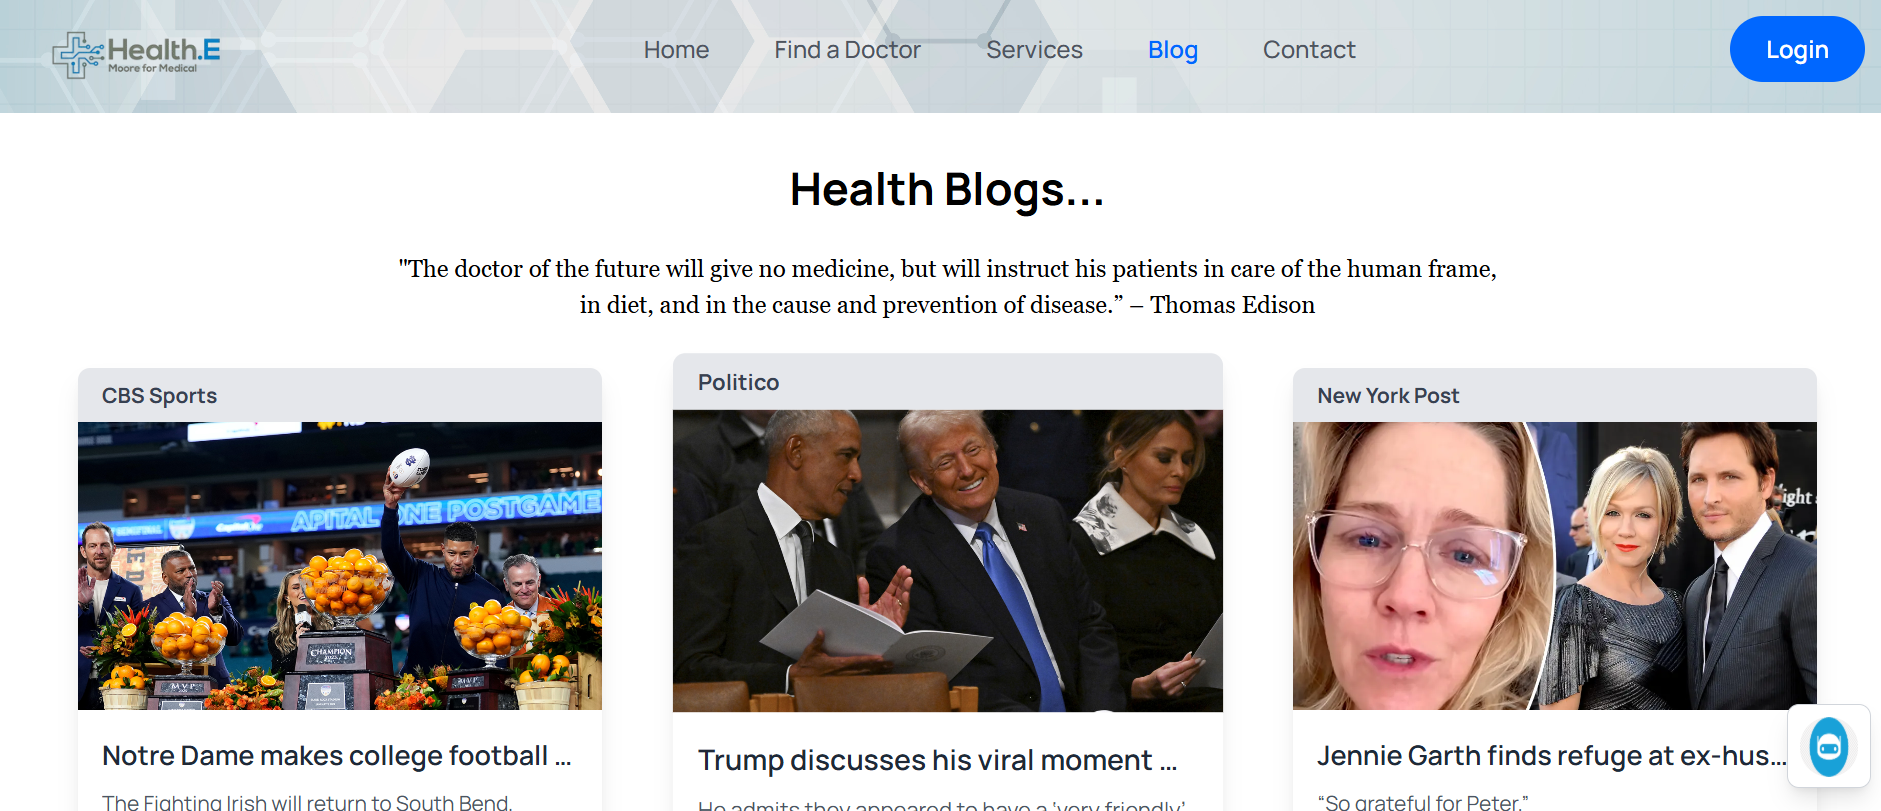 Health.E
Moore for Medical
Home
Find a Doctor
Services
Blog
Contact
Login
Health Blogs...
"The doctor of the future will give no medicine, but will instruct his patients in care of the human frame,
in diet, and in the cause and prevention of disease.” – Thomas Edison
CBS Sports
APITAL ONE POSTGAME
CHAMPION
MVP
MVP
Notre Dame makes college football ...
The Fighting Irish will return to South Bend,
Politico
Trump discusses his viral moment ...
He admits they appeared to have a ‘very friendly’
New York Post
ight
Jennie Garth finds refuge at ex-hus...
“So grateful for Peter,”